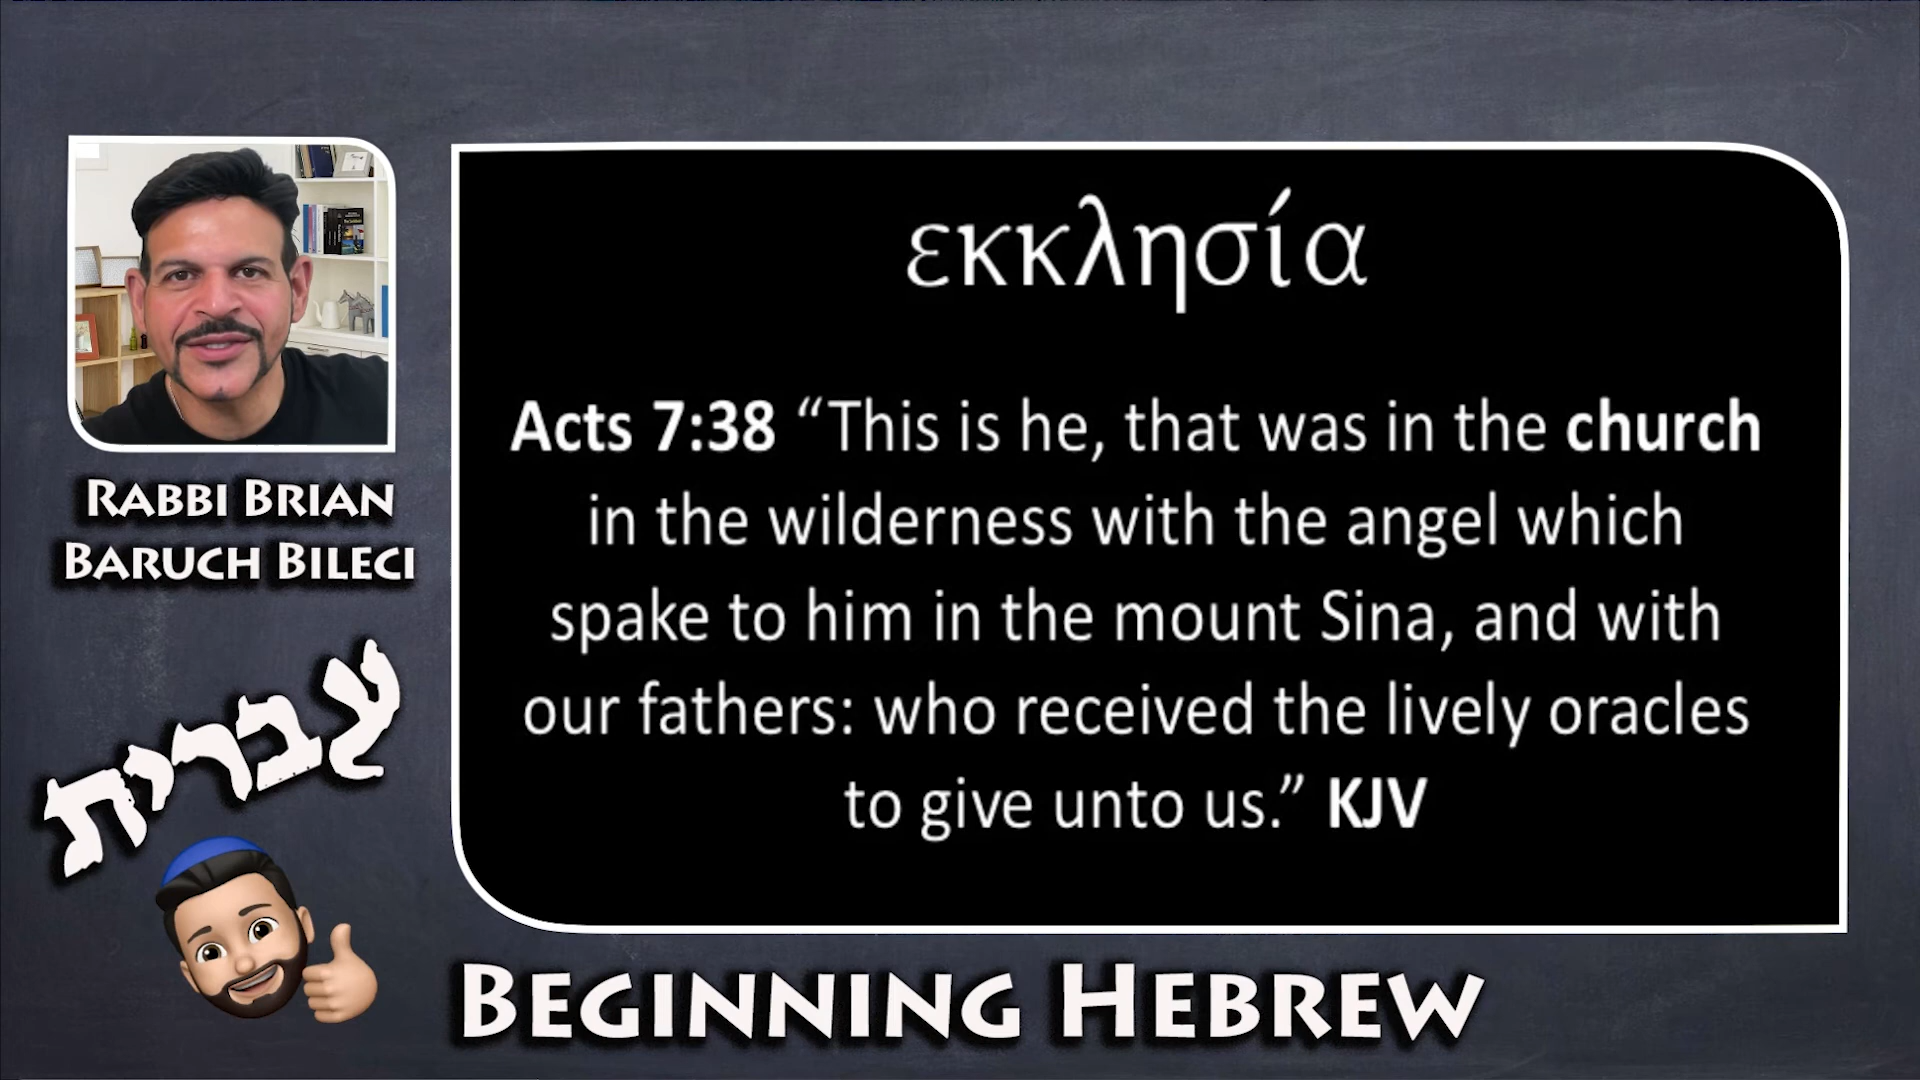 εκκλησία
Acts 7:38 “This is he, that was in the church
in the wilderness with the angel which
spake to him in the mount Sina, and with
our fathers: who received the lively oracles
to give unto us.” KJV
Rabbi Brian
Baruch Bileci
עברית
Beginning Hebrew